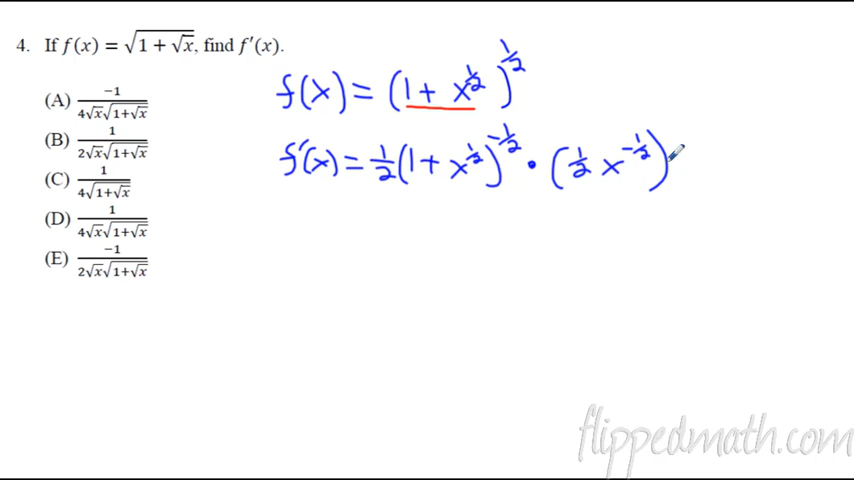 4. If f(x) = √(1 + √x), find f′(x).
(A) -1/(4√x√(1+√x))
(B) 1/(2√x√(1+√x))
(C) 1/(4√(1+√x))
(D) 1/(4√x√(1+√x))
(E) -1/(2√x√(1+√x))
f(x) = (1 + x^(1/2))^(1/2)
f'(x) = 1/2 (1 + x^(1/2))^(-1/2) • (1/2 x^(-1/2))
flippedmath.com